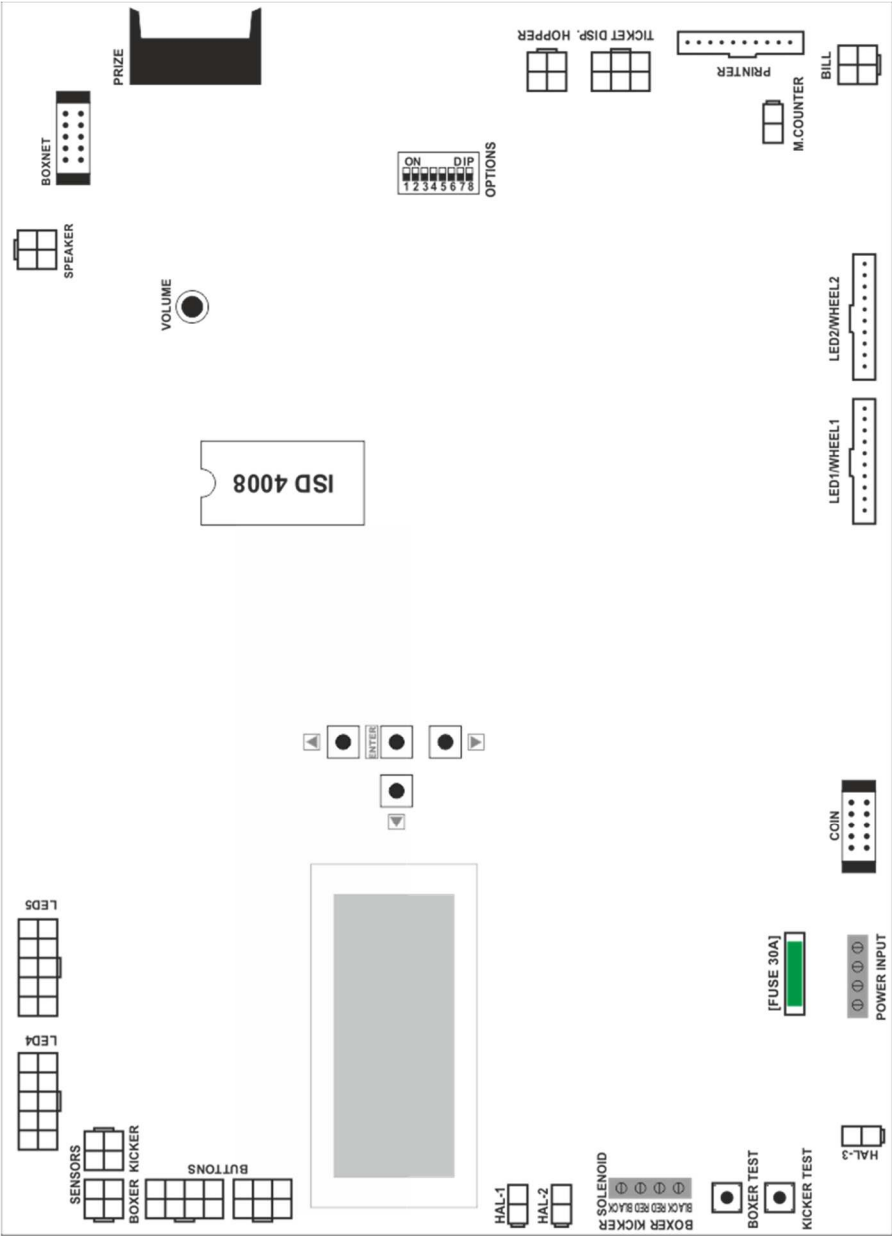 TICKET DISP. HOPPER
PRIZE
PRINTER
BILL
M.COUNTER
BOXNET
ON DIP
1 2 3 4 5 6 7 8
OPTIONS
SPEAKER
VOLUME
LED2/WHEEL2
LED1/WHEEL1
ISD 4008
ENTER
COIN
LED5
[FUSE 30A]
POWER INPUT
LED4
SENSORS
BOXER KICKER
BUTTONS
HAL-1
HAL-2
SOLENOID
BLACK RED RED BLACK
BOXER KICKER
BOXER TEST
KICKER TEST
HAL-3